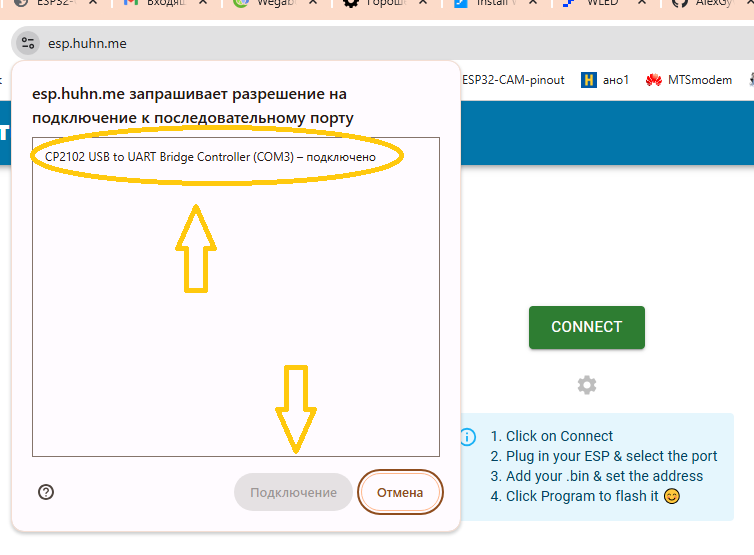 ESP32-
Входящ
Wegab
Гороше
Install W
WLED
AlexGy
esp.huhn.me
ESP32-CAM-pinout
ано1
MTSmodem
esp.huhn.me запрашивает разрешение на
подключение к последовательному порту
CP2102 USB to UART Bridge Controller (COM3) – подключено
CONNECT
1. Click on Connect
2. Plug in your ESP & select the port
3. Add your .bin & set the address
4. Click Program to flash it 😊
Подключение
Отмена